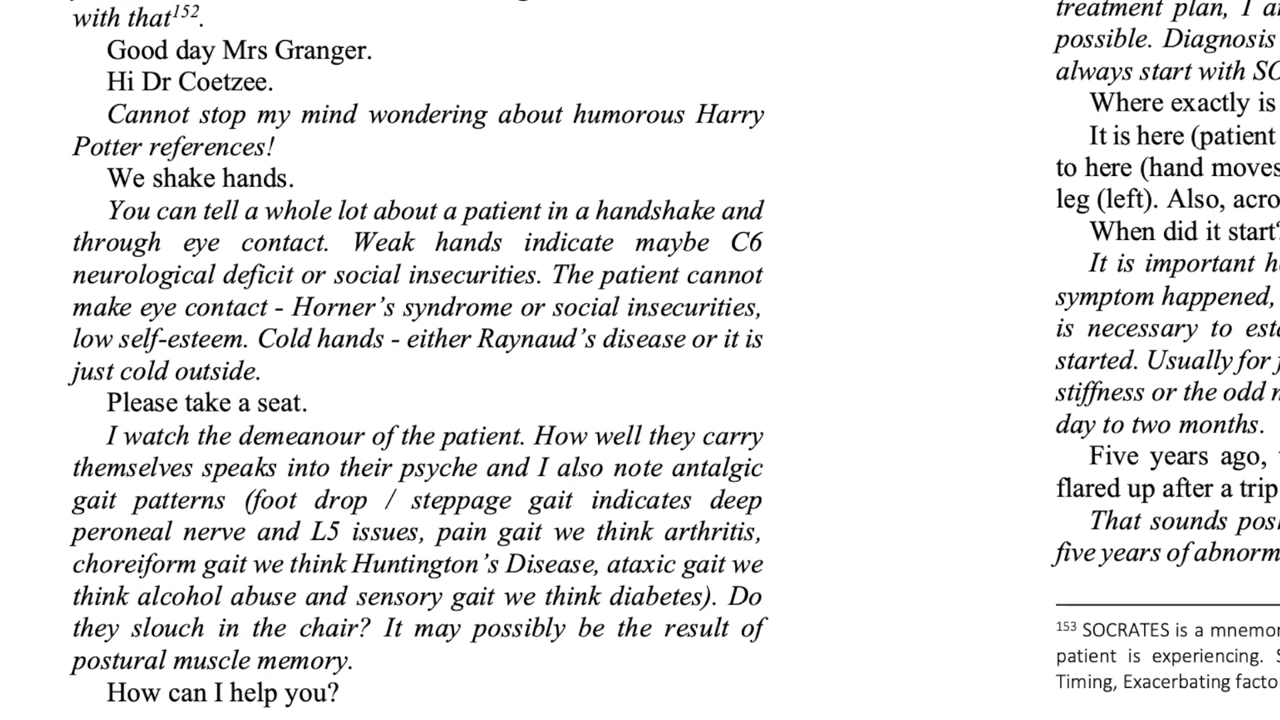 with that¹⁵².
Good day Mrs Granger.
Hi Dr Coetzee.
Cannot stop my mind wondering about humorous Harry
Potter references!
We shake hands.
You can tell a whole lot about a patient in a handshake and
through eye contact. Weak hands indicate maybe C6
neurological deficit or social insecurities. The patient cannot
make eye contact - Horner’s syndrome or social insecurities,
low self-esteem. Cold hands - either Raynaud’s disease or it is
just cold outside.
Please take a seat.
I watch the demeanour of the patient. How well they carry
themselves speaks into their psyche and I also note antalgic
gait patterns (foot drop / steppage gait indicates deep
peroneal nerve and L5 issues, pain gait we think arthritis,
choreiform gait we think Huntington’s Disease, ataxic gait we
think alcohol abuse and sensory gait we think diabetes). Do
they slouch in the chair? It may possibly be the result of
postural muscle memory.
How can I help you?
treatment plan, I
possible. Diagnosis
always start with
Where exactly is
It is here (patient
to here (hand moves
leg (left). Also,
When did it start?
It is important
symptom happened,
is necessary to
started. Usually for
stiffness or the odd
day to two months.
Five years ago,
flared up after a trip
That sounds
five years of
¹⁵³ SOCRATES is a
patient is experiencing.
Timing, Exacerbating